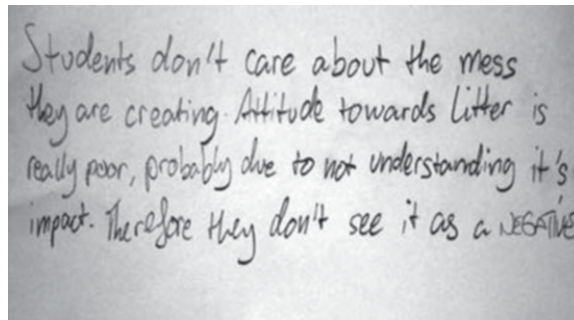 Students don't care about the mess
they are creating. Attitude towards litter is
really poor, probably due to not understanding it's
impact. Therefore they don't see it as a NEGATIVE